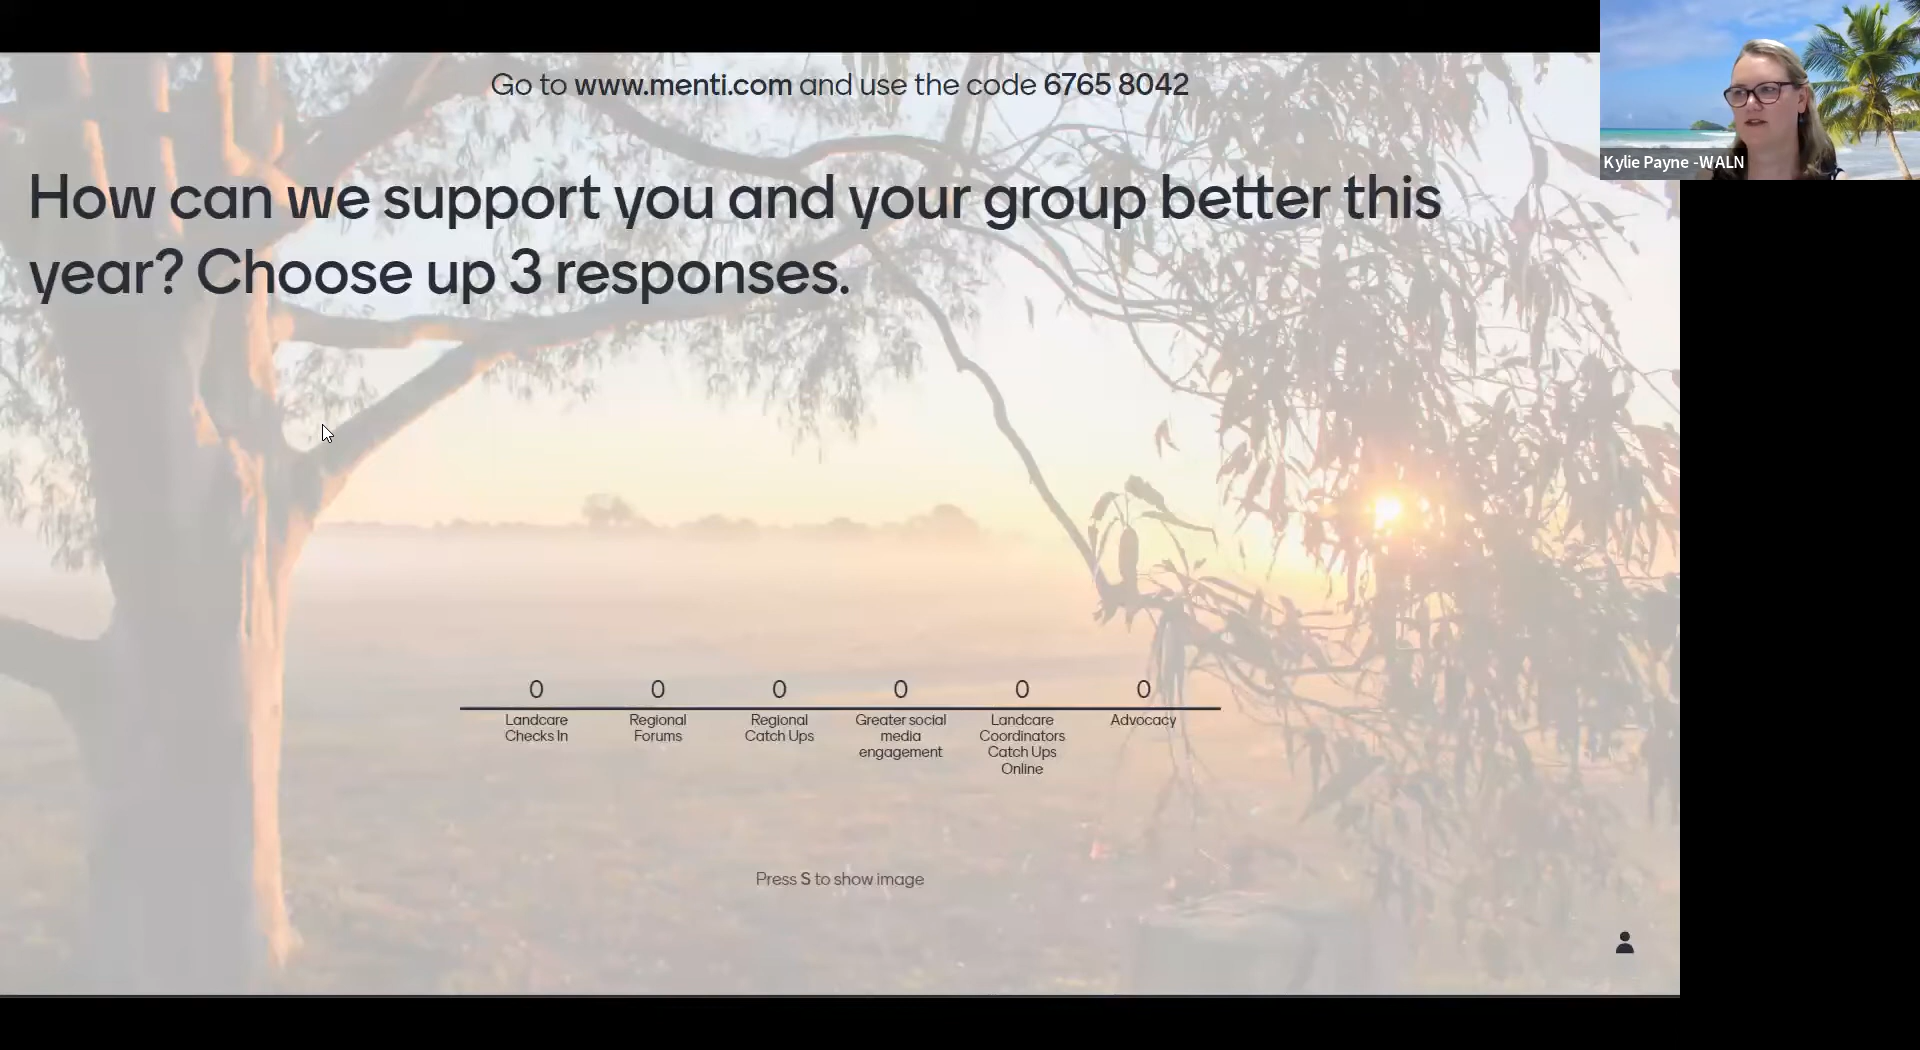 Go to www.menti.com and use the code 6765 8042
Kylie Payne -WALN
How can we support you and your group better this
year? Choose up 3 responses.
0 0 0 0 0 0
Landcare
Checks In
Regional
Forums
Regional
Catch Ups
Greater social
media
engagement
Landcare
Coordinators
Catch Ups
Online
Advocacy
Press S to show image